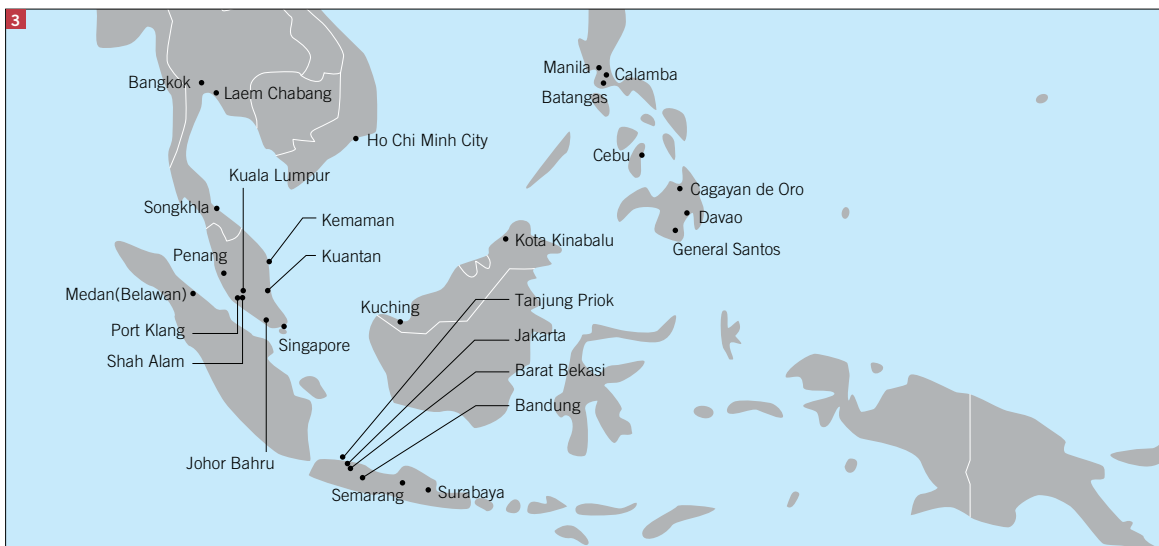 3
Manila
Calamba
Bangkok
Laem Chabang
Batangas
Ho Chi Minh City
Cebu
Kuala Lumpur
Cagayan de Oro
Songkhla
Kemaman
Davao
Kota Kinabalu
General Santos
Penang
Kuantan
Medan(Belawan)
Tanjung Priok
Kuching
Port Klang
Singapore
Jakarta
Shah Alam
Barat Bekasi
Bandung
Johor Bahru
Semarang
Surabaya